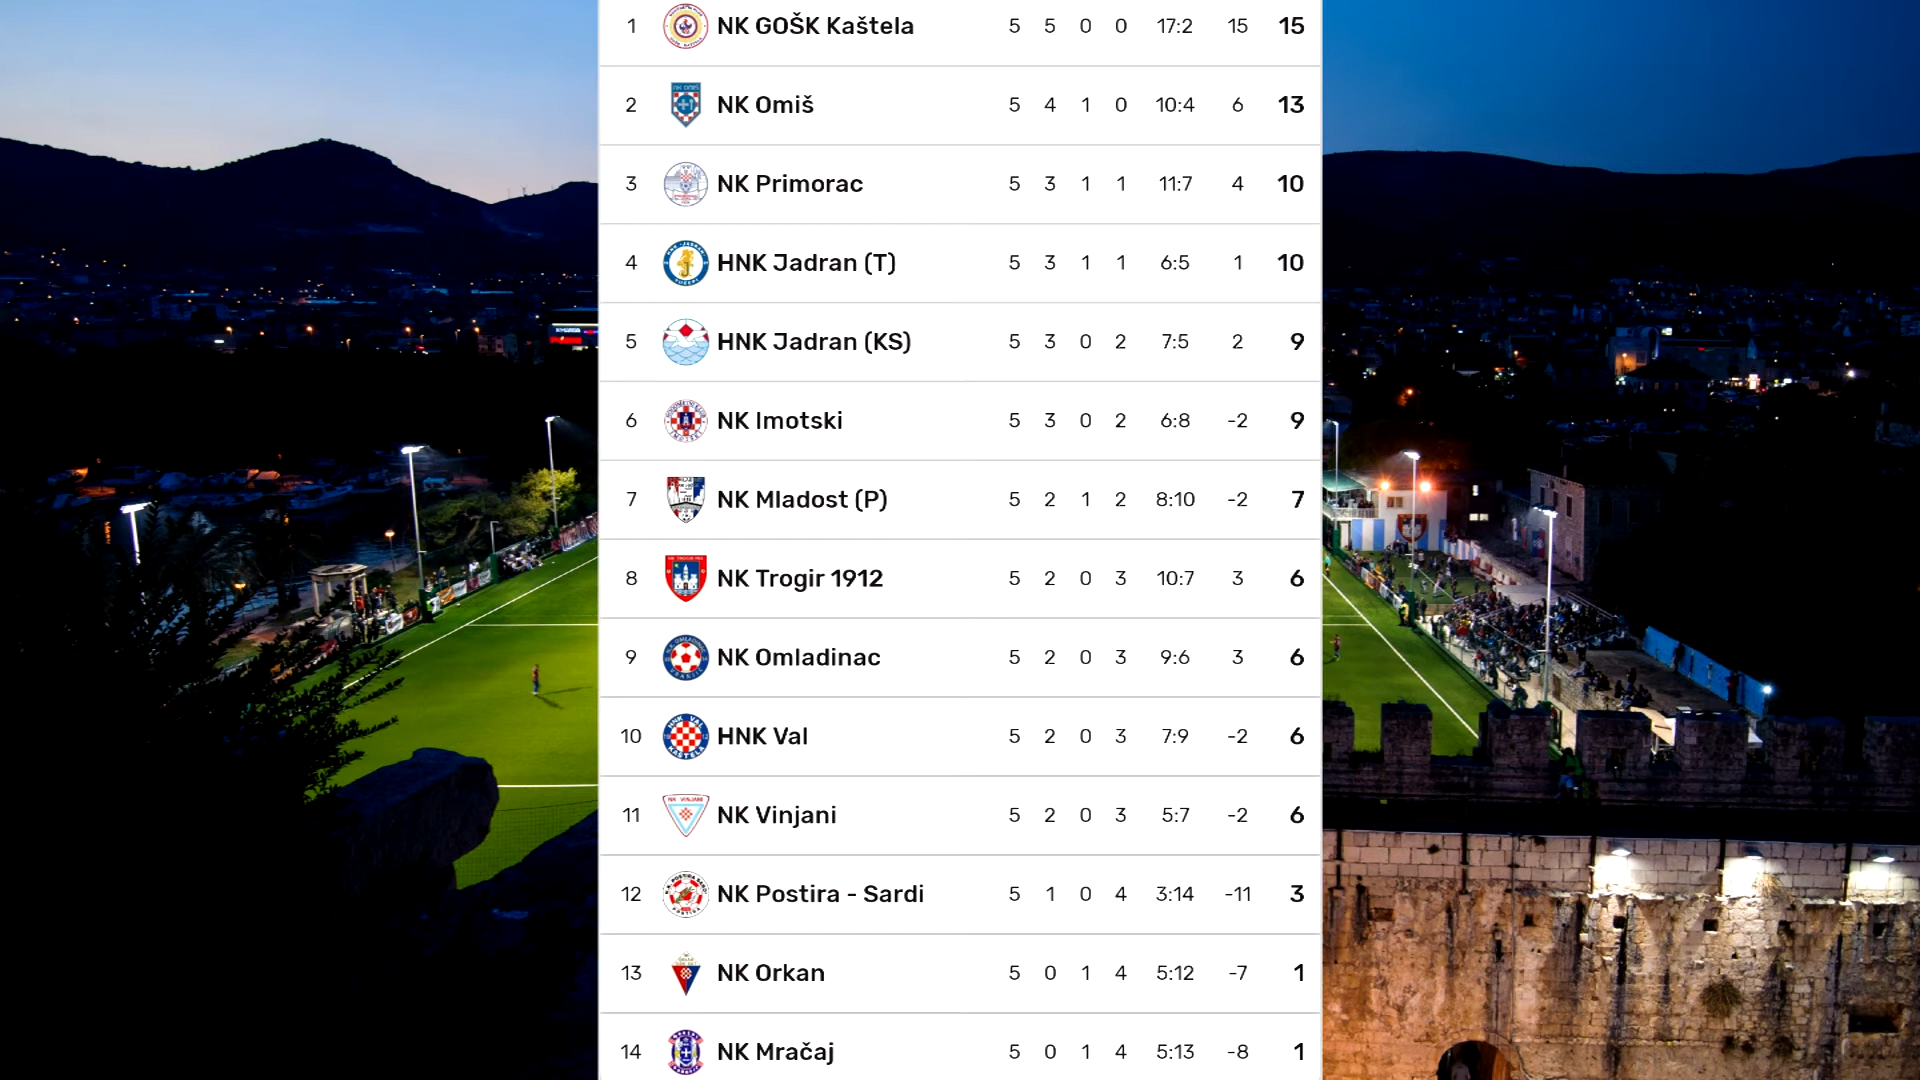 1 NK GOŠK Kaštela 5 5 0 0 17:2 15 15
2 NK Omiš 5 4 1 0 10:4 6 13
3 NK Primorac 5 3 1 1 11:7 4 10
4 HNK Jadran (T) 5 3 1 1 6:5 1 10
5 HNK Jadran (KS) 5 3 0 2 7:5 2 9
6 NK Imotski 5 3 0 2 6:8 -2 9
7 NK Mladost (P) 5 2 1 2 8:10 -2 7
8 NK Trogir 1912 5 2 0 3 10:7 3 6
9 NK Omladinac 5 2 0 3 9:6 3 6
10 HNK Val 5 2 0 3 7:9 -2 6
11 NK Vinjani 5 2 0 3 5:7 -2 6
12 NK Postira - Sardi 5 1 0 4 3:14 -11 3
13 NK Orkan 5 0 1 4 5:12 -7 1
14 NK Mračaj 5 0 1 4 5:13 -8 1